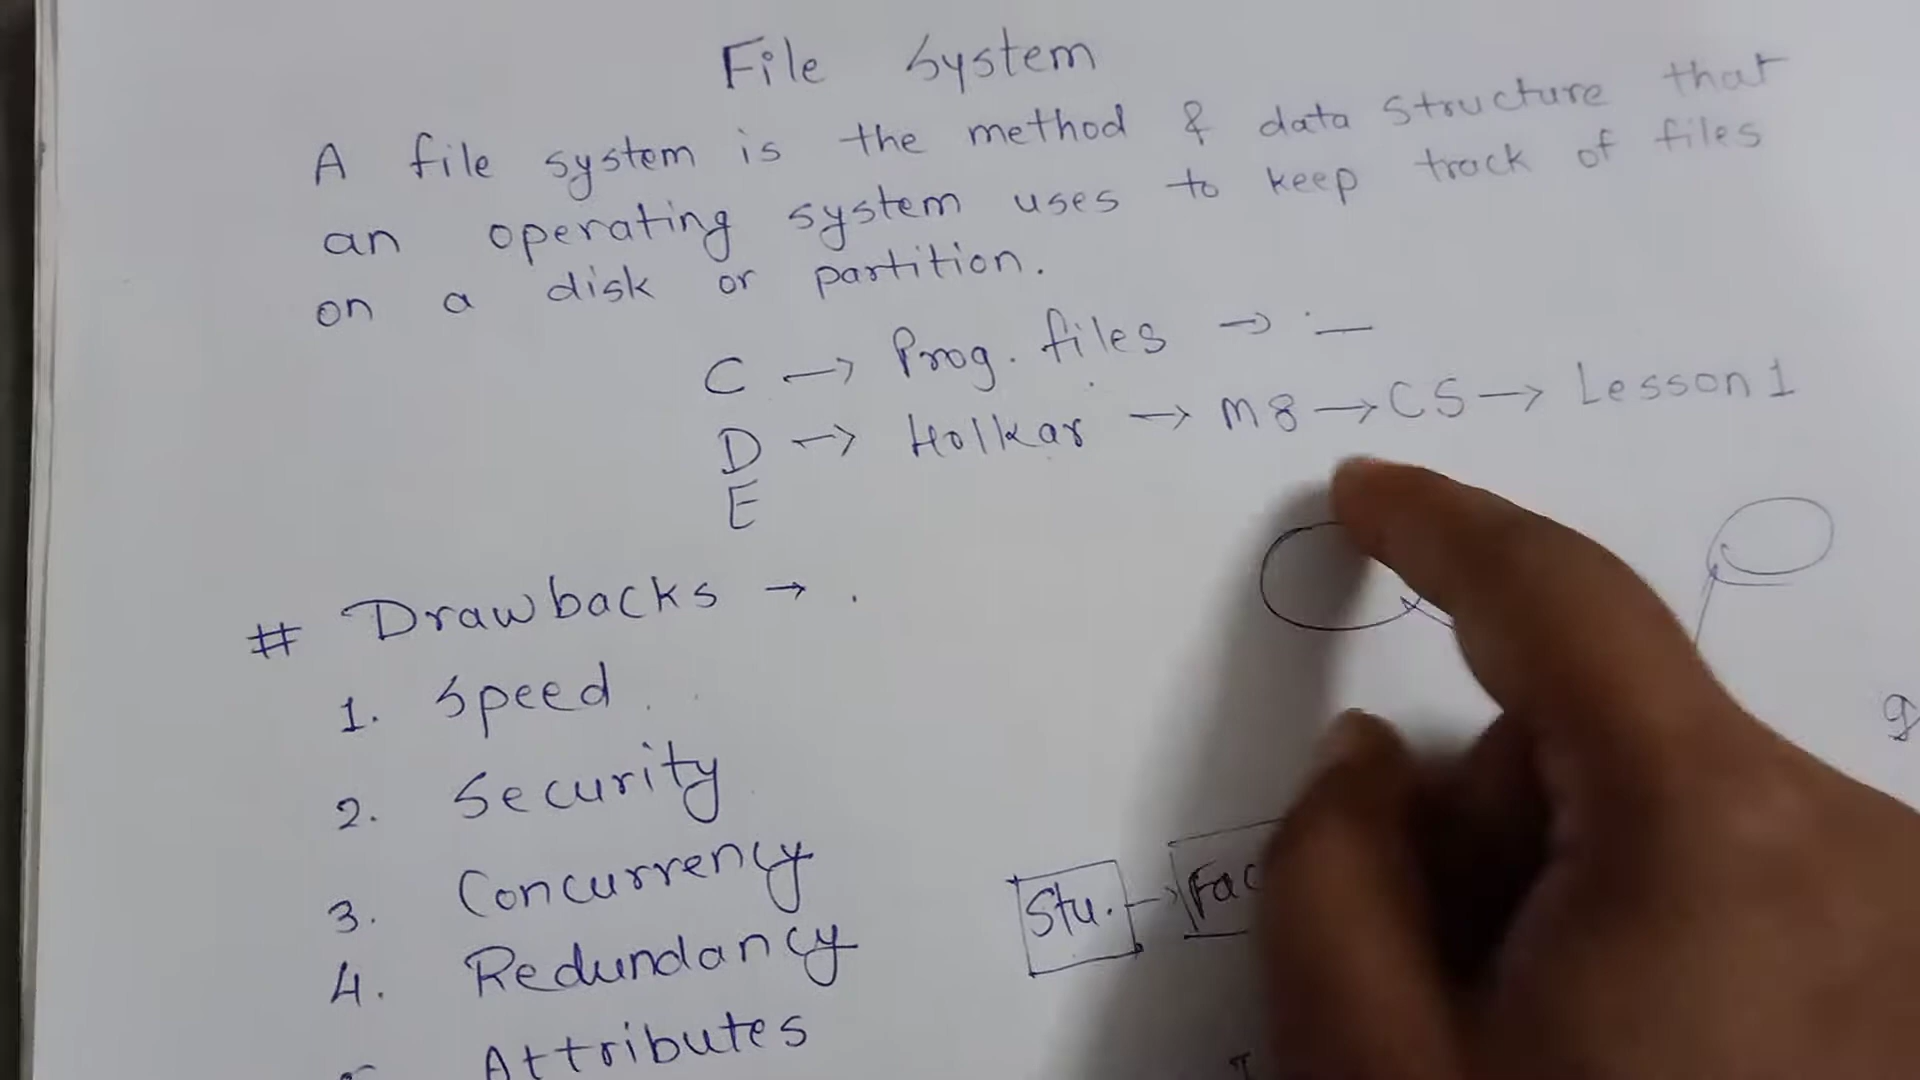 File System
A file system is the method & data structure that
an operating system uses to keep track of files
on a disk or partition.
C → Prog. files → —
D → Holkar → M8 → CS → Lesson 1
E
# Drawbacks →
1. Speed
2. Security
3. Concurrency
Stu. → Fac
4. Redundancy
Attributes